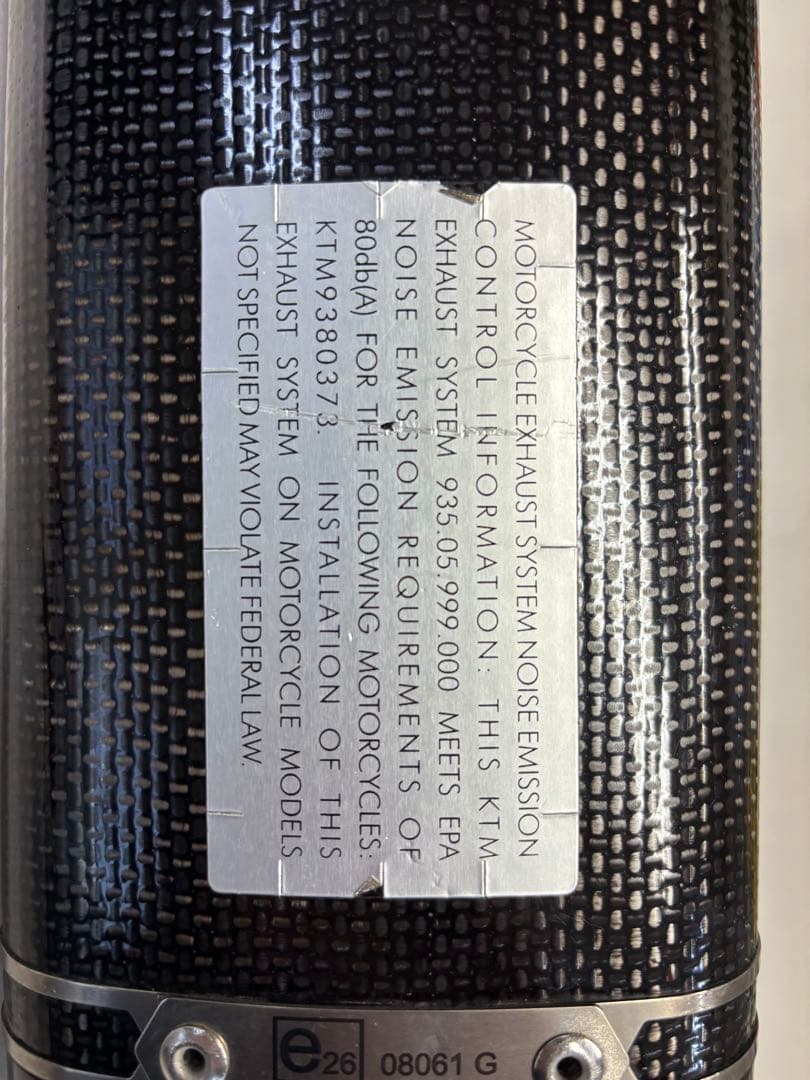 MOTORCYCLE EXHAUST SYSTEM NOISE EMISSION
CONTROL INFORMATION: THIS KTM
EXHAUST SYSTEM 935.05.999.000 MEETS EPA
NOISE EMISSION REQUIREMENTS OF
80db(A) FOR THE FOLLOWING MOTORCYCLES:
KTM9380373. INSTALLATION OF THIS
EXHAUST SYSTEM ON MOTORCYCLE MODELS
NOT SPECIFIED MAY VIOLATE FEDERAL LAW.
e26 08061 G